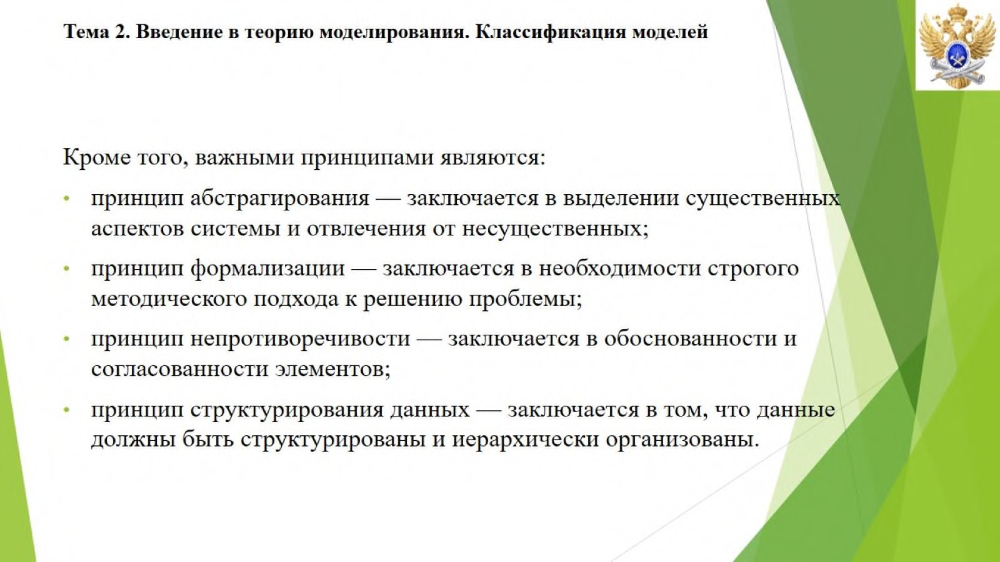 Тема 2. Введение в теорию моделирования. Классификация моделей
Кроме того, важными принципами являются:
• принцип абстрагирования — заключается в выделении существенных
аспектов системы и отвлечения от несущественных;
• принцип формализации — заключается в необходимости строгого
методического подхода к решению проблемы;
• принцип непротиворечивости — заключается в обоснованности и
согласованности элементов;
• принцип структурирования данных — заключается в том, что данные
должны быть структурированы и иерархически организованы.